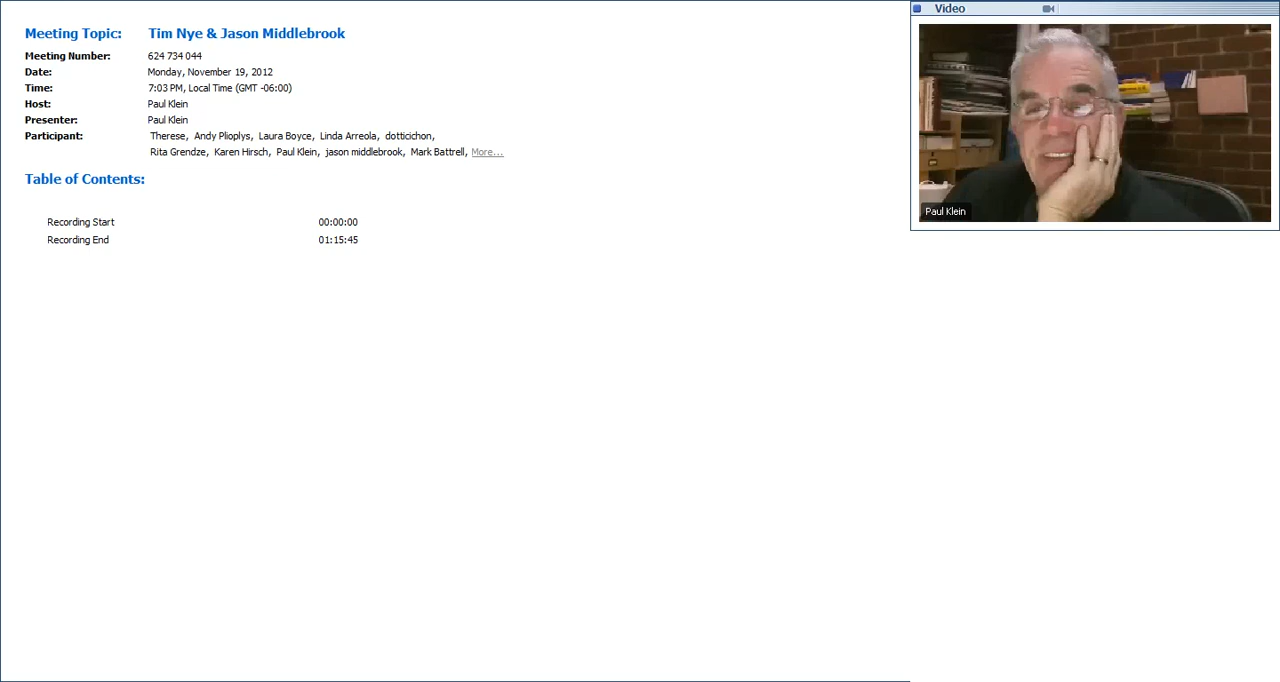 Meeting Topic: Tim Nye & Jason Middlebrook
Meeting Number: 624 734 044
Date: Monday, November 19, 2012
Time: 7:03 PM, Local Time (GMT -06:00)
Host: Paul Klein
Presenter: Paul Klein
Participant: Therese, Andy Plioplys, Laura Boyce, Linda Arreola, dotticichon,
Rita Grendze, Karen Hirsch, Paul Klein, jason middlebrook, Mark Battrell, More...
Table of Contents:
Recording Start 00:00:00
Recording End 01:15:45
Video
Paul Klein